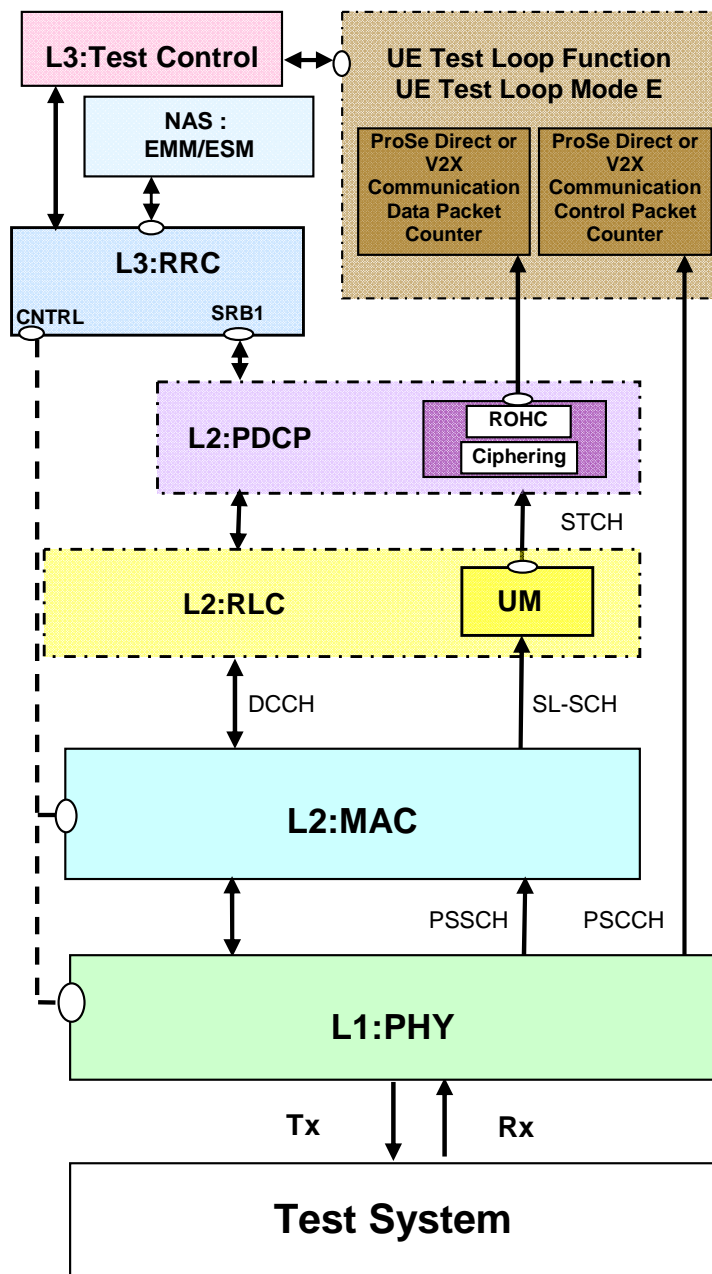 L3:Test Control
UE Test Loop Function
UE Test Loop Mode E
NAS :
EMM/ESM
ProSe Direct or
V2X
Communication
Data Packet
Counter
ProSe Direct or
V2X
Communication
Control Packet
Counter
L3:RRC
CNTRL
SRB1
L2:PDCP
ROHC
Ciphering
STCH
L2:RLC
UM
DCCH
SL-SCH
L2:MAC
PSSCH
PSCCH
L1:PHY
Tx
Rx
Test System